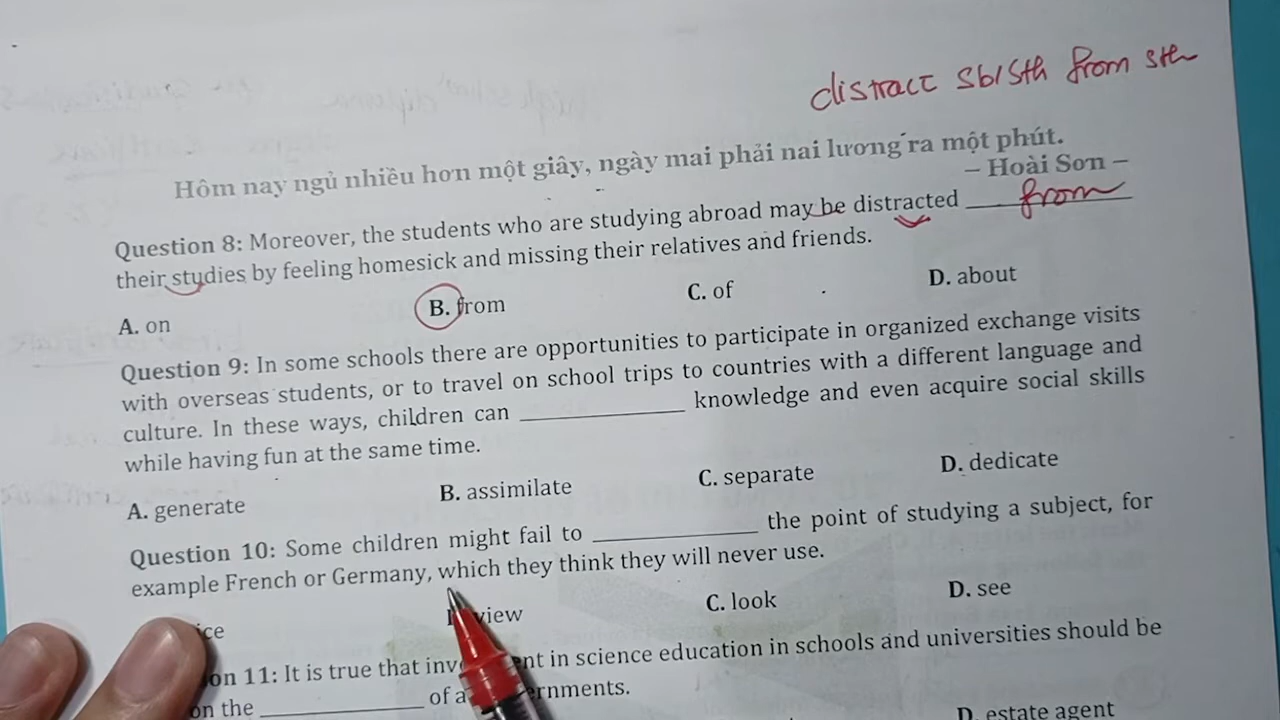 distract sb/sth from sth
Hôm nay ngủ nhiều hơn một giây, ngày mai phải nai lương ra một phút.
– Hoài Sơn –
Question 8: Moreover, the students who are studying abroad may be distracted from
their studies by feeling homesick and missing their relatives and friends.
A. on B. from C. of D. about
Question 9: In some schools there are opportunities to participate in organized exchange visits
with overseas students, or to travel on school trips to countries with a different language and
culture. In these ways, children can ____________ knowledge and even acquire social skills
while having fun at the same time.
A. generate B. assimilate C. separate D. dedicate
Question 10: Some children might fail to ____________ the point of studying a subject, for
example French or Germany, which they think they will never use.
ice view C. look D. see
on 11: It is true that inv nt in science education in schools and universities should be
on the ____________ of a ernments.
D. estate agent